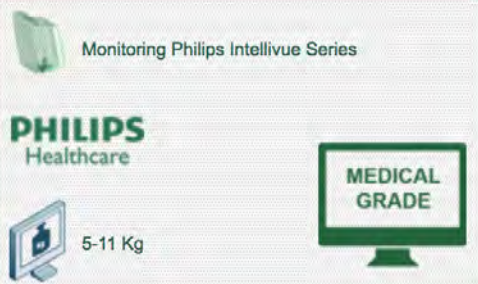 Monitoring Philips Intellivue Series
PHILIPS
Healthcare
MEDICAL
GRADE
5-11 Kg